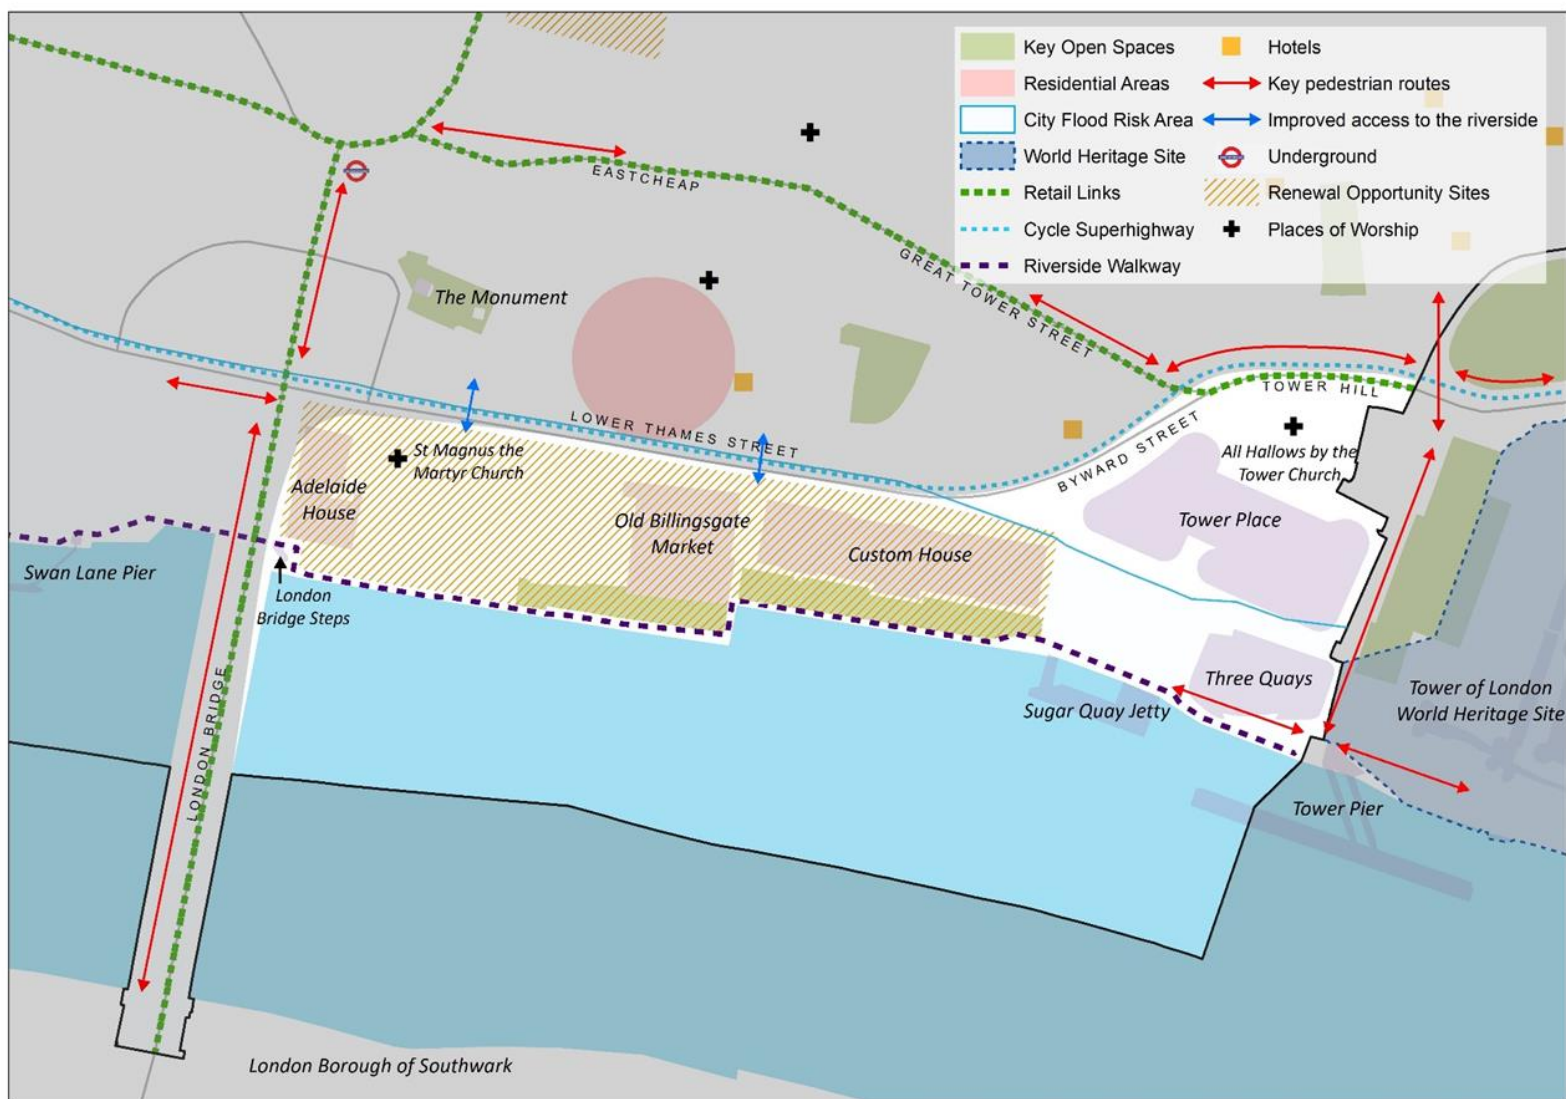 Key Open Spaces
Residential Areas
City Flood Risk Area
World Heritage Site
Retail Links
Cycle Superhighway
Riverside Walkway
Hotels
Key pedestrian routes
Improved access to the riverside
Underground
Renewal Opportunity Sites
Places of Worship
EASTCHEAP
GREAT TOWER STREET
The Monument
TOWER HILL
LOWER THAMES STREET
BYWARD STREET
St Magnus the
Martyr Church
All Hallows by the
Tower Church
Adelaide
House
Old Billingsgate
Market
Custom House
Tower Place
Swan Lane Pier
London
Bridge Steps
Three Quays
Sugar Quay Jetty
Tower of London
World Heritage Site
LONDON BRIDGE
Tower Pier
London Borough of Southwark